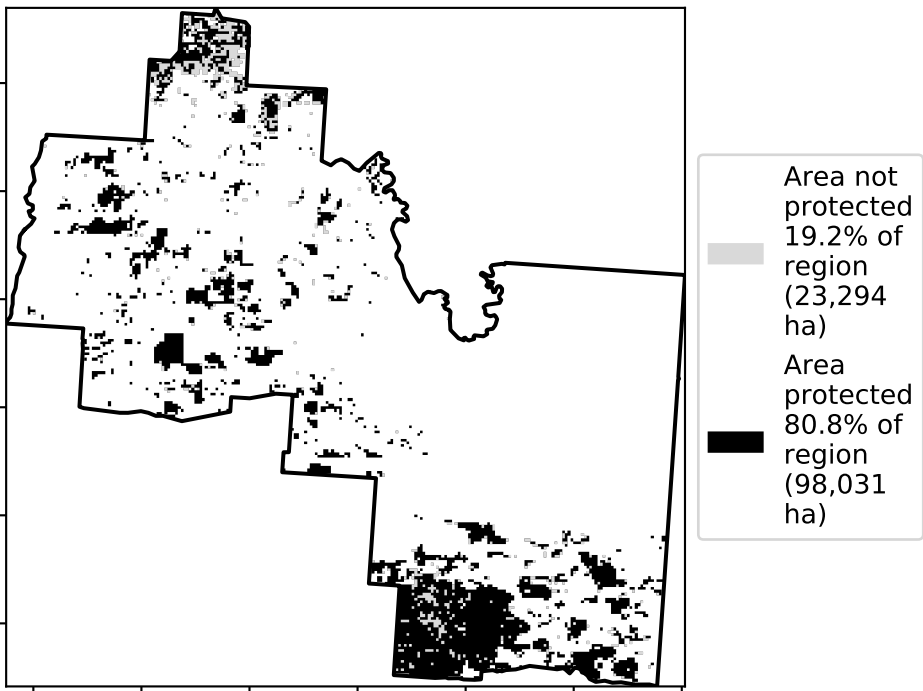 Area not
protected
19.2% of
region
(23,294
ha)
Area
protected
80.8% of
region
(98,031
ha)